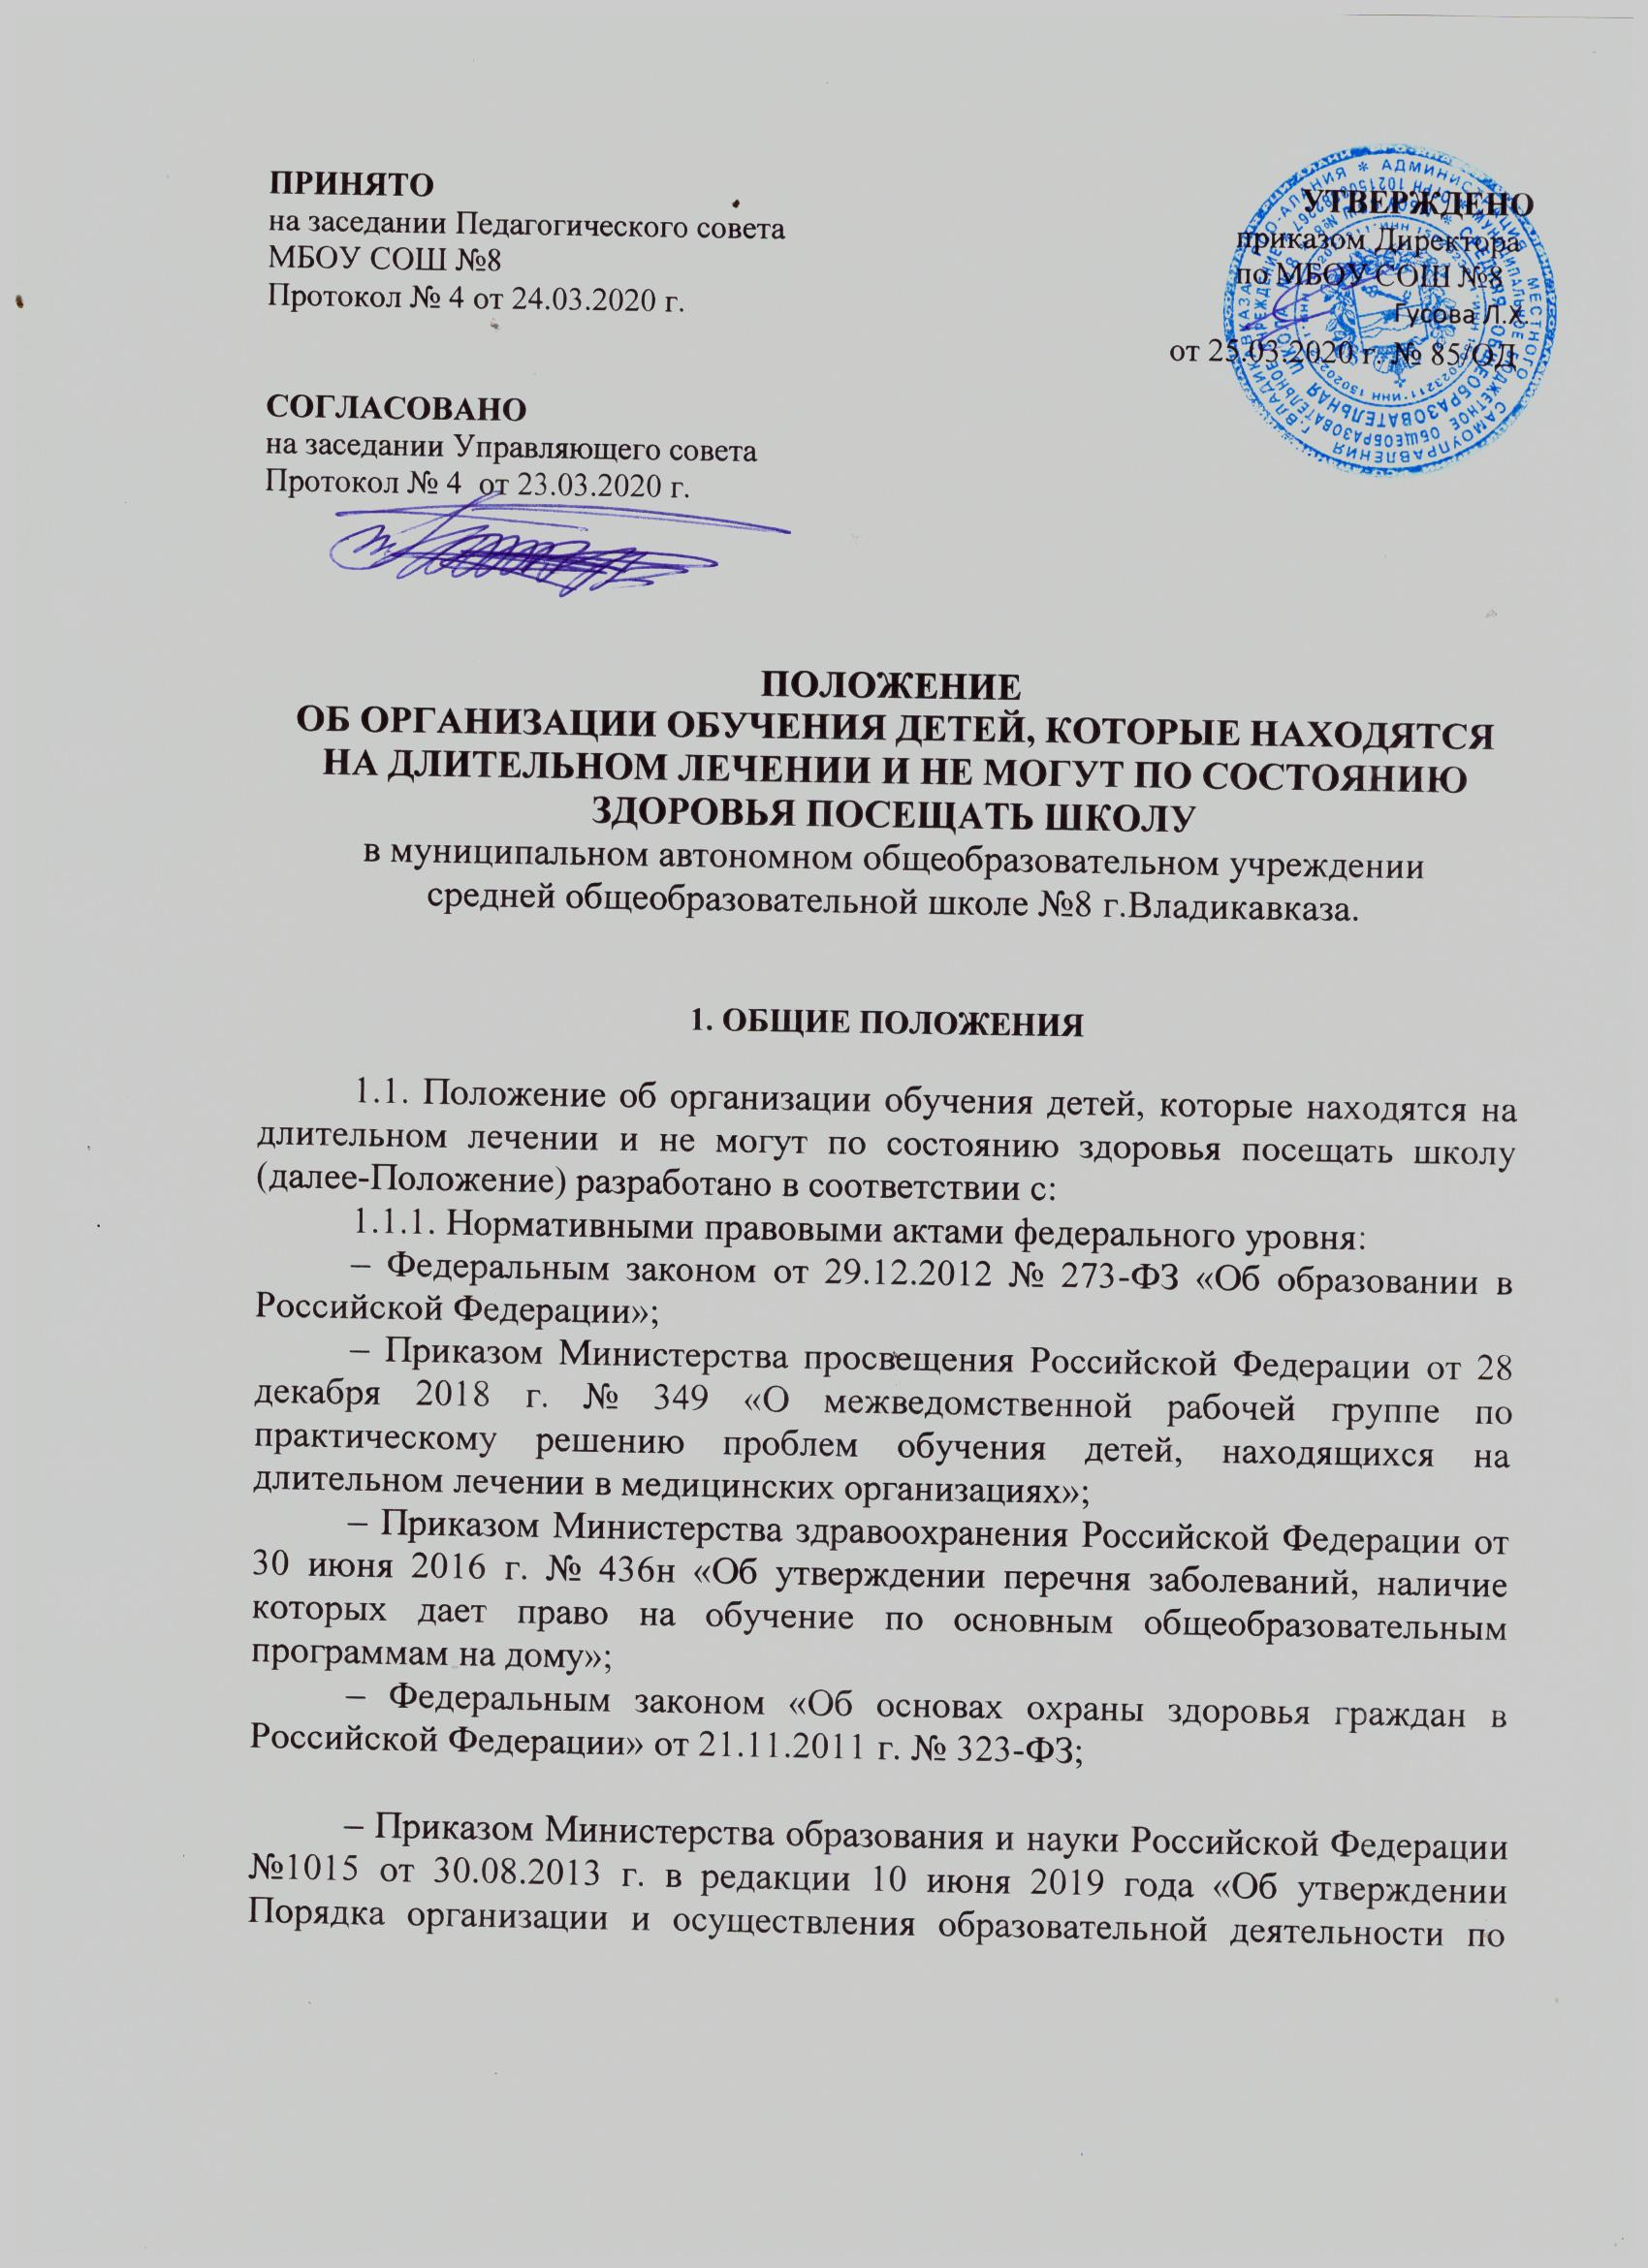 ПРИНЯТО
на заседании Педагогического совета
МБОУ СОШ №8
Протокол № 4 от 24.03.2020 г.
УТВЕРЖДЕНО
приказом Директора
по МБОУ СОШ №8
Гусова Л.Х.
от 25.03.2020 г. № 85/ОД
СОГЛАСОВАНО
на заседании Управляющего совета
Протокол № 4 от 23.03.2020 г.
ПОЛОЖЕНИЕ
ОБ ОРГАНИЗАЦИИ ОБУЧЕНИЯ ДЕТЕЙ, КОТОРЫЕ НАХОДЯТСЯ
НА ДЛИТЕЛЬНОМ ЛЕЧЕНИИ И НЕ МОГУТ ПО СОСТОЯНИЮ
ЗДОРОВЬЯ ПОСЕЩАТЬ ШКОЛУ
в муниципальном автономном общеобразовательном учреждении
средней общеобразовательной школе №8 г.Владикавказа.
1. ОБЩИЕ ПОЛОЖЕНИЯ
1.1. Положение об организации обучения детей, которые находятся на
длительном лечении и не могут по состоянию здоровья посещать школу
(далее-Положение) разработано в соответствии с:
1.1.1. Нормативными правовыми актами федерального уровня:
– Федеральным законом от 29.12.2012 № 273-ФЗ «Об образовании в
Российской Федерации»;
– Приказом Министерства просвещения Российской Федерации от 28
декабря 2018 г. № 349 «О межведомственной рабочей группе по
практическому решению проблем обучения детей, находящихся на
длительном лечении в медицинских организациях»;
– Приказом Министерства здравоохранения Российской Федерации от
30 июня 2016 г. № 436н «Об утверждении перечня заболеваний, наличие
которых дает право на обучение по основным общеобразовательным
программам на дому»;
– Федеральным законом «Об основах охраны здоровья граждан в
Российской Федерации» от 21.11.2011 г. № 323-ФЗ;
– Приказом Министерства образования и науки Российской Федерации
№1015 от 30.08.2013 г. в редакции 10 июня 2019 года «Об утверждении
Порядка организации и осуществления образовательной деятельности по